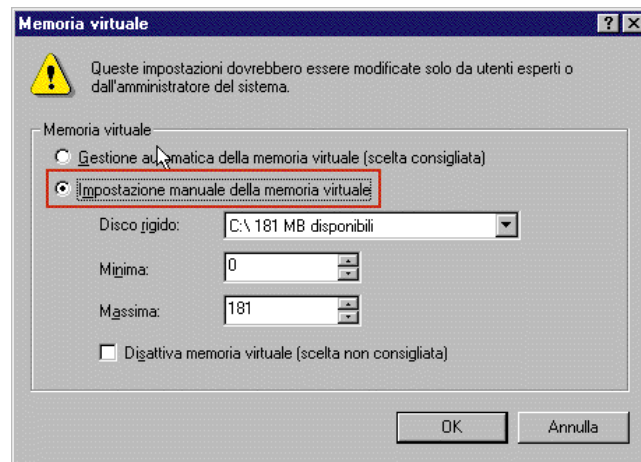 Memoria virtuale
Queste impostazioni dovrebbero essere modificate solo da utenti esperti o
dall'amministratore del sistema.
Memoria virtuale
Gestione automatica della memoria virtuale (scelta consigliata)
Impostazione manuale della memoria virtuale
Disco rigido: C:\ 181 MB disponibili
Minima: 0
Massima: 181
Disattiva memoria virtuale (scelta non consigliata)
OK Annulla